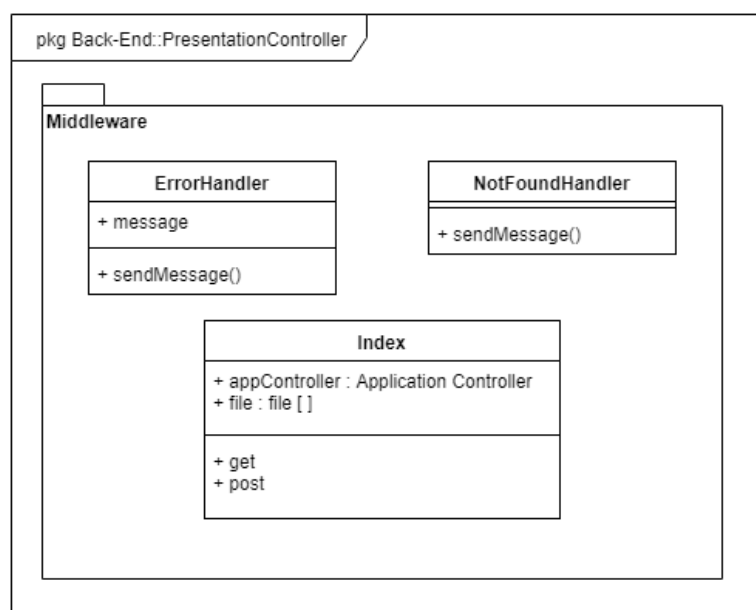 pkg Back-End::PresentationController
Middleware
ErrorHandler
+ message
+ sendMessage()
NotFoundHandler
+ sendMessage()
Index
+ appController : Application Controller
+ file : file [ ]
+ get
+ post